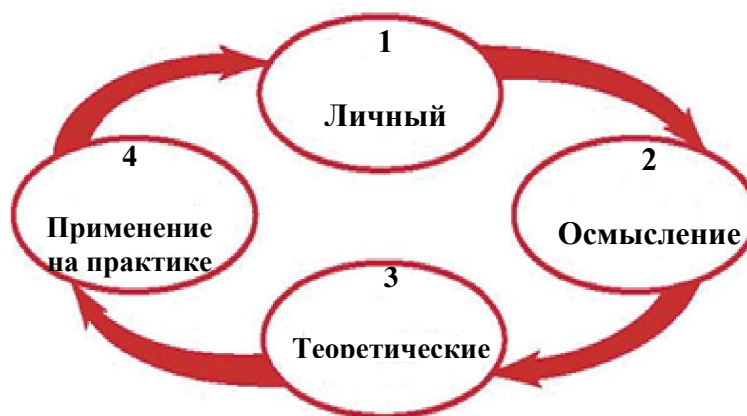 1
Личный
2
Осмысление
3
Теоретические
4
Применение
на практике